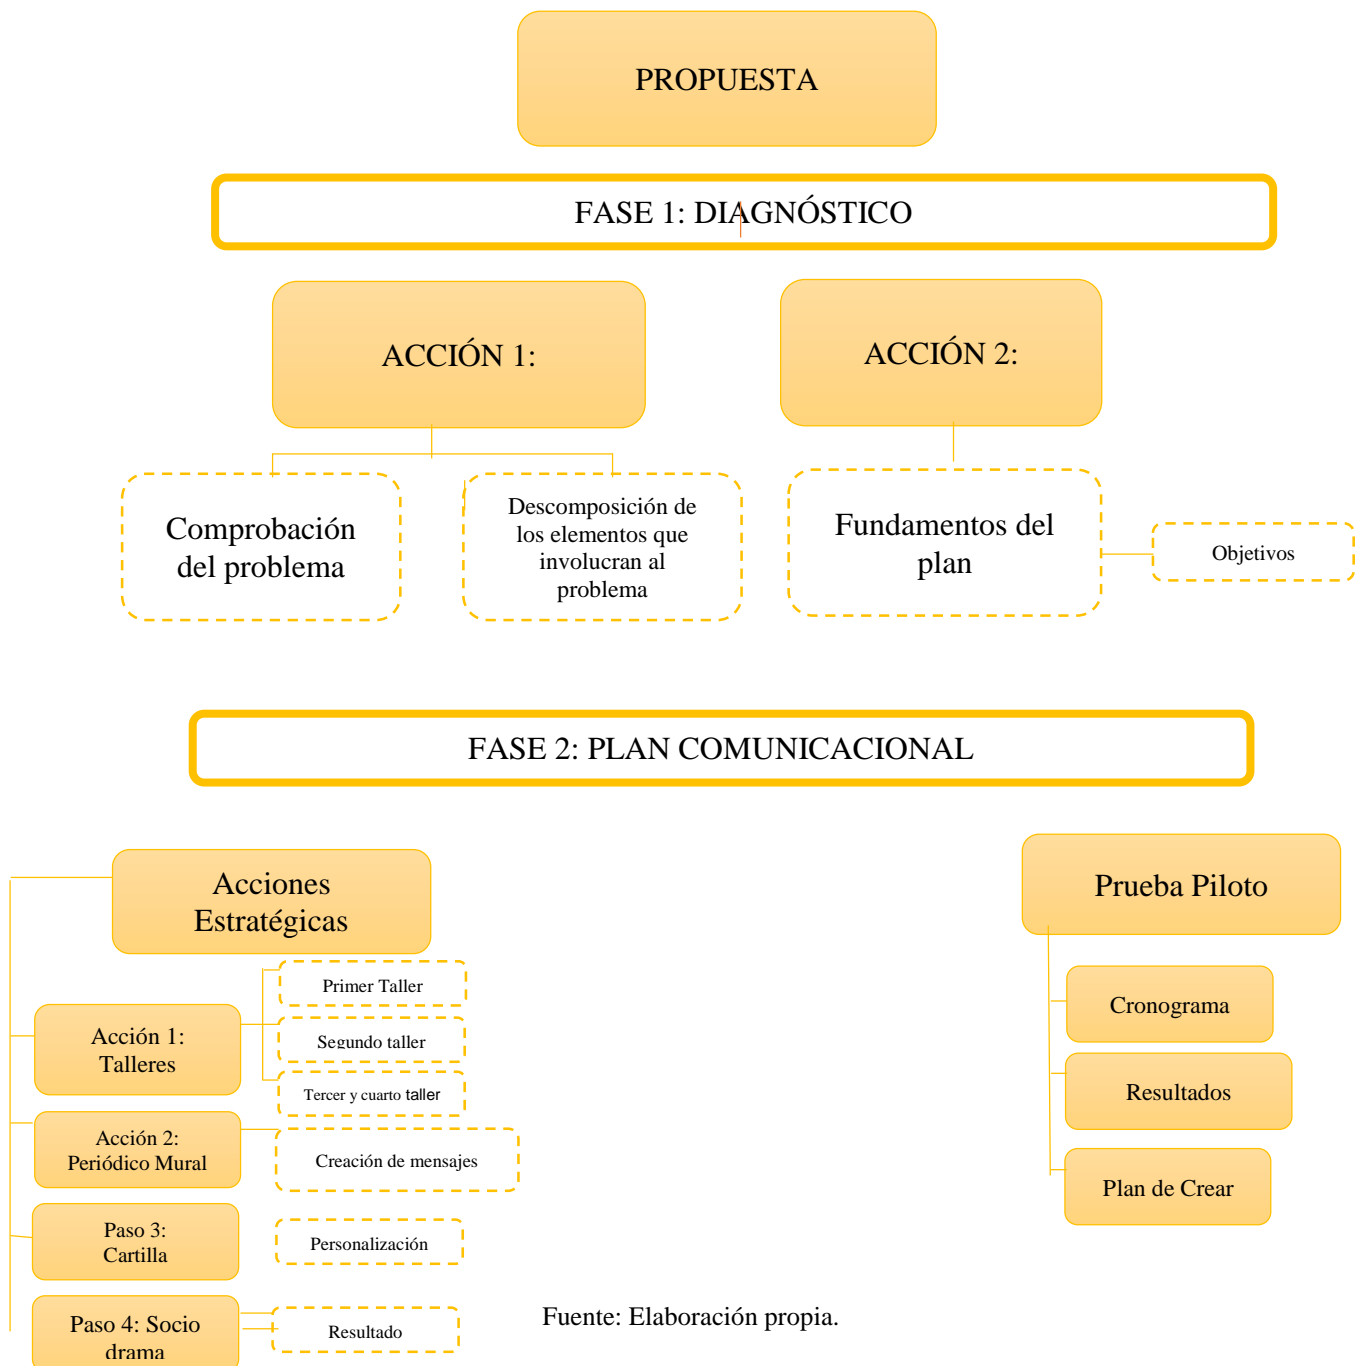 PROPUESTA
FASE 1: DIAGNÓSTICO
ACCIÓN 1:
ACCIÓN 2:
Comprobación
del problema
Descomposición de
los elementos que
involucran al
problema
Fundamentos del
plan
Objetivos
FASE 2: PLAN COMUNICACIONAL
Acciones
Estratégicas
Prueba Piloto
Primer Taller
Acción 1:
Talleres
Segundo taller
Tercer y cuarto taller
Cronograma
Resultados
Acción 2:
Periódico Mural
Creación de mensajes
Plan de Crear
Paso 3:
Cartilla
Personalización
Paso 4: Socio
drama
Resultado
Fuente: Elaboración propia.